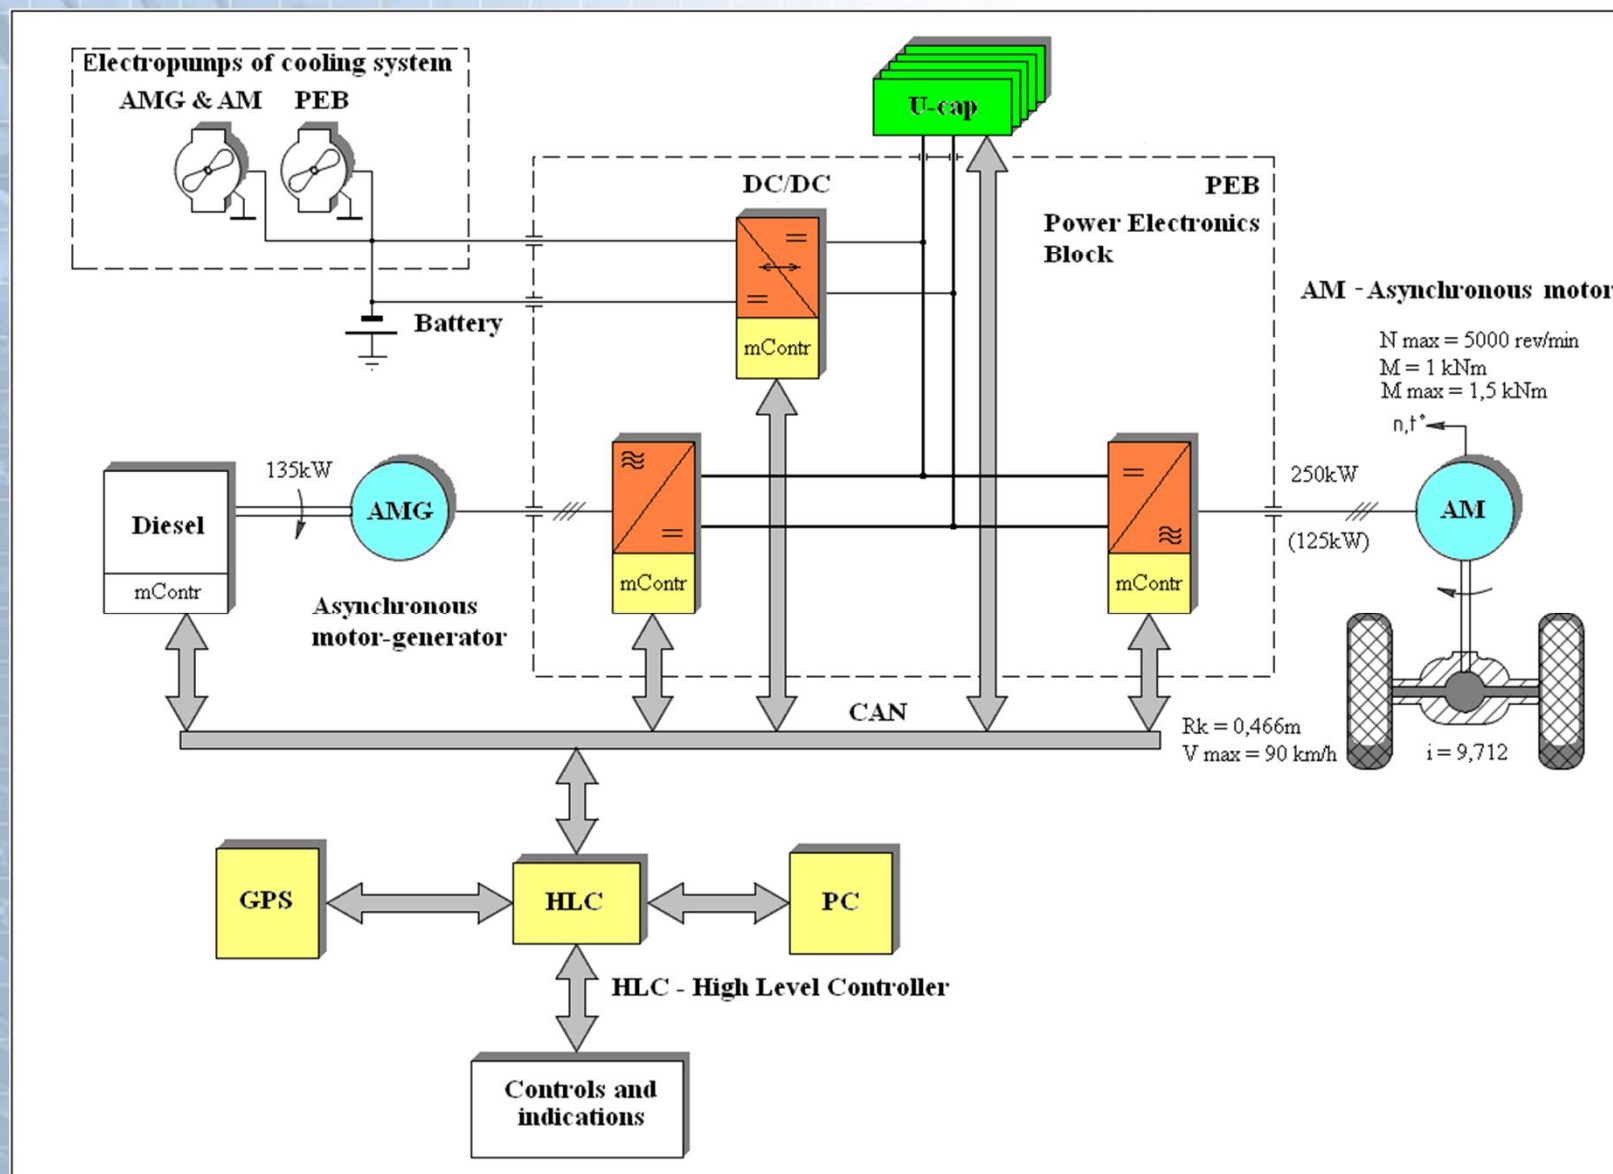 Electropumps of cooling system
AMG & AM
PEB
U-cap
DC/DC
PEB
Power Electronics
Block
mContr
Battery
AM - Asynchronous motor
N max = 5000 rev/min
M = 1 kNm
M max = 1,5 kNm
n,t°
Diesel
mContr
135kW
AMG
Asynchronous
motor-generator
mContr
mContr
250kW
(125kW)
AM
CAN
Rk = 0,466m
V max = 90 km/h
i = 9,712
GPS
HLC
PC
HLC - High Level Controller
Controls and
indications